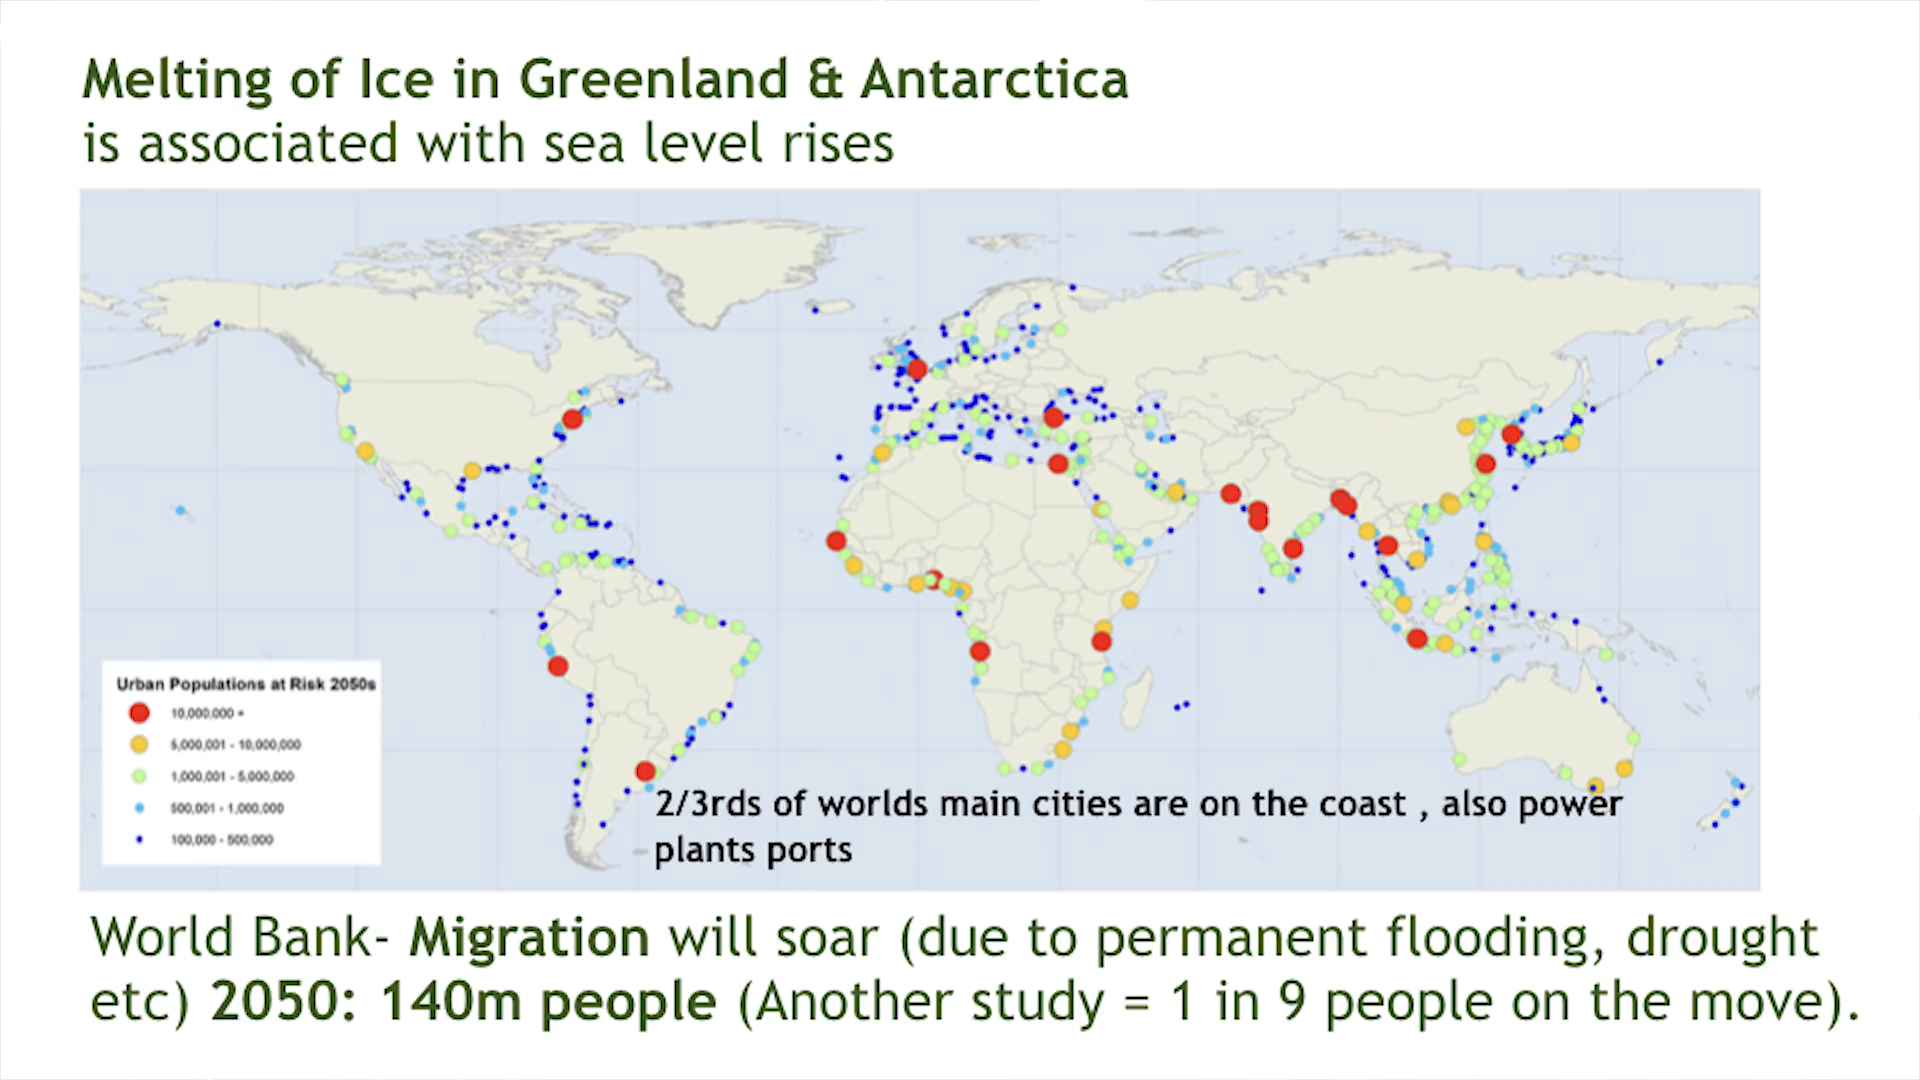 Melting of Ice in Greenland & Antarctica
is associated with sea level rises
Urban Populations at Risk 2050s
10,000,000 +
5,000,001 - 10,000,000
1,000,001 - 5,000,000
500,001 - 1,000,000
100,000 - 500,000
2/3rds of worlds main cities are on the coast , also power
plants ports
World Bank- Migration will soar (due to permanent flooding, drought
etc) 2050: 140m people (Another study = 1 in 9 people on the move).